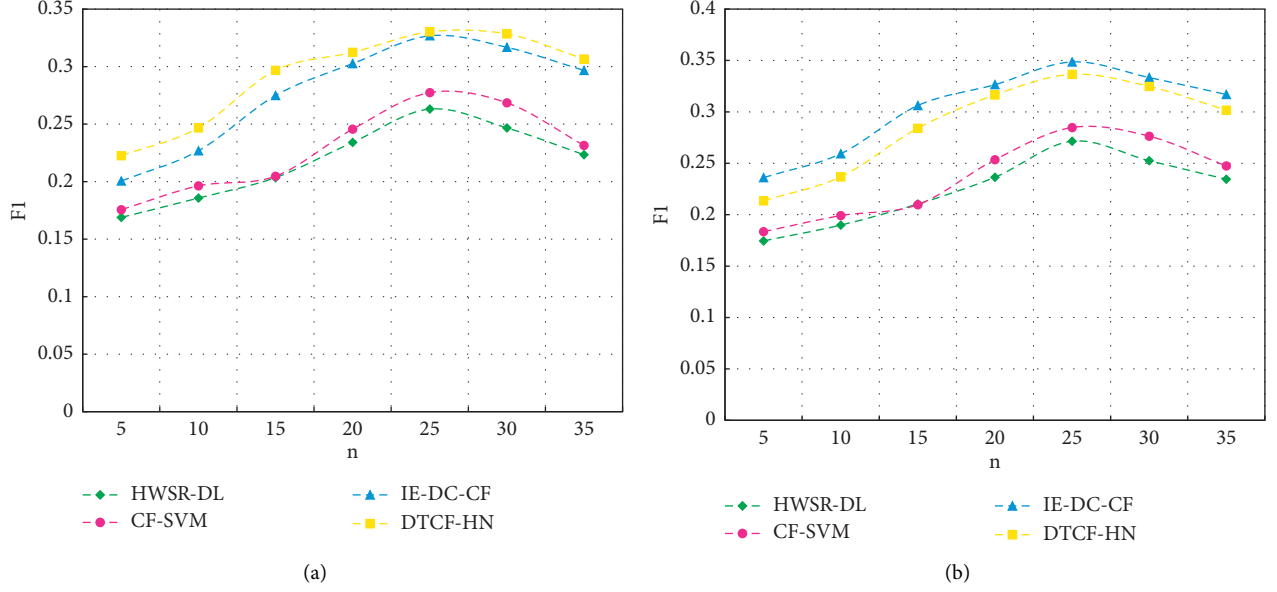 0.35
0.3
0.25
0.2
0.15
0.1
0.05
0
F1
5 10 15 20 25 30 35
n
HWSR-DL IE-DC-CF
CF-SVM DTCF-HN
(a)
0.4
0.35
0.3
0.25
0.2
0.15
0.1
0.05
0
F1
5 10 15 20 25 30 35
n
HWSR-DL IE-DC-CF
CF-SVM DTCF-HN
(b)